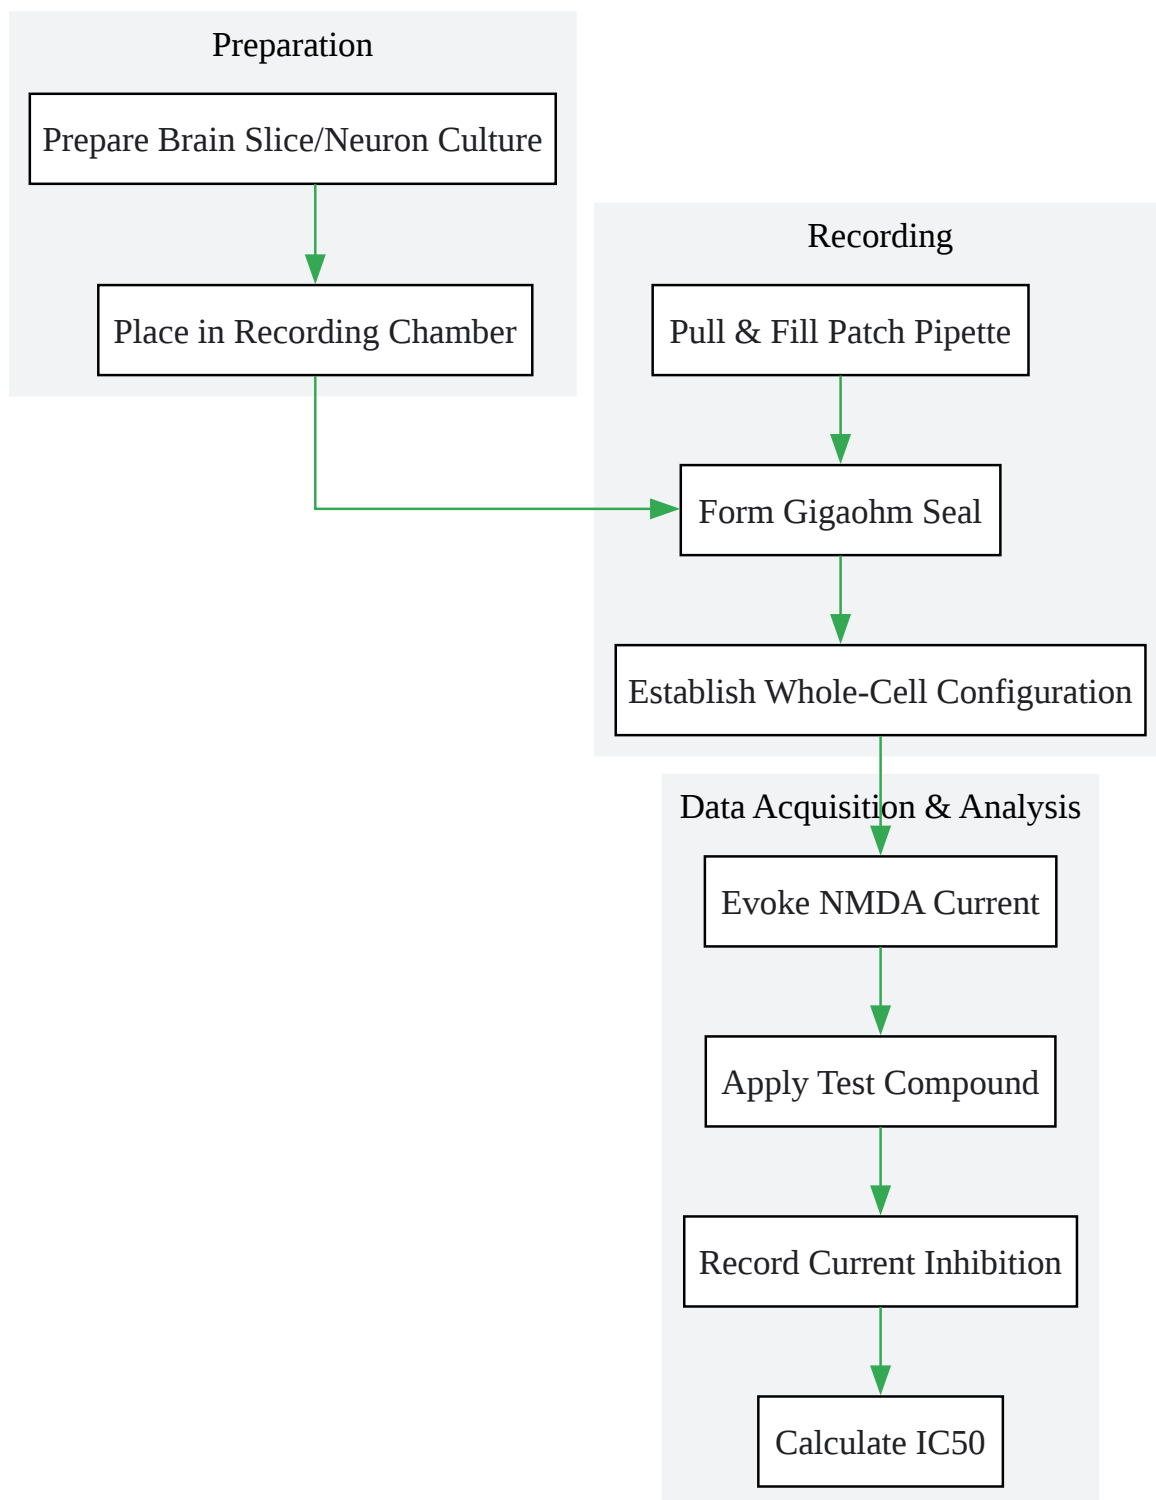 Preparation
Prepare Brain Slice/Neuron Culture
Place in Recording Chamber
Recording
Pull & Fill Patch Pipette
Form Gigaohm Seal
Establish Whole-Cell Configuration
Data Acquisition & Analysis
Evoke NMDA Current
Apply Test Compound
Record Current Inhibition
Calculate IC50